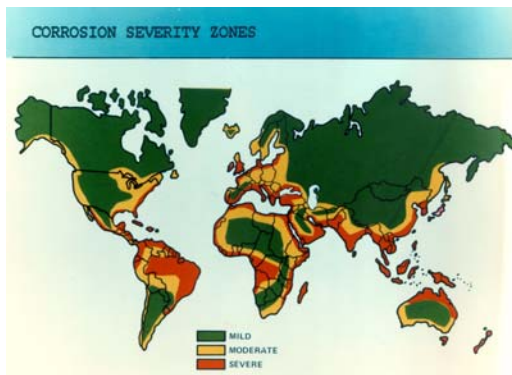 CORROSION SEVERITY ZONES
MILD
MODERATE
SEVERE